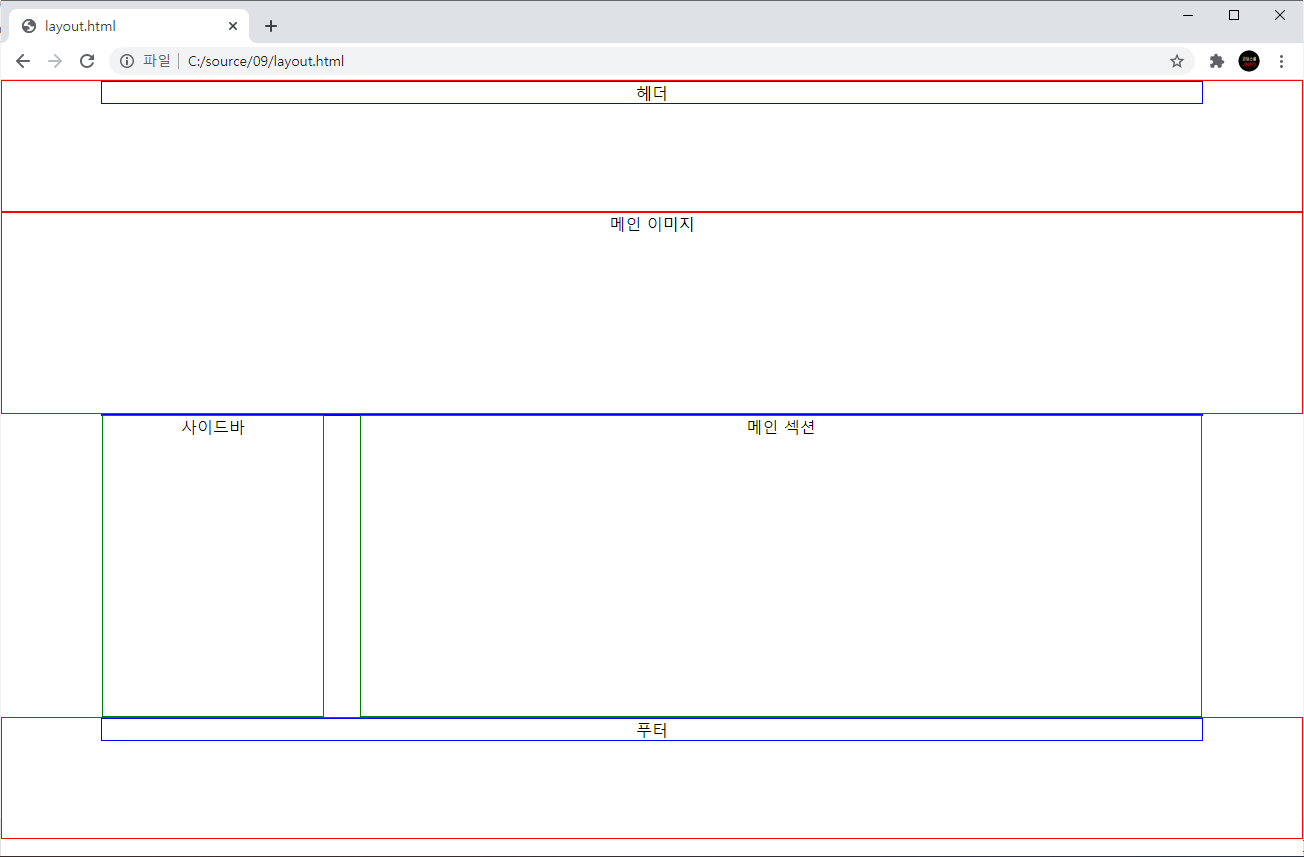 layout.html
파일 C:/source/09/layout.html
헤더
메인 이미지
사이드바
메인 섹션
푸터